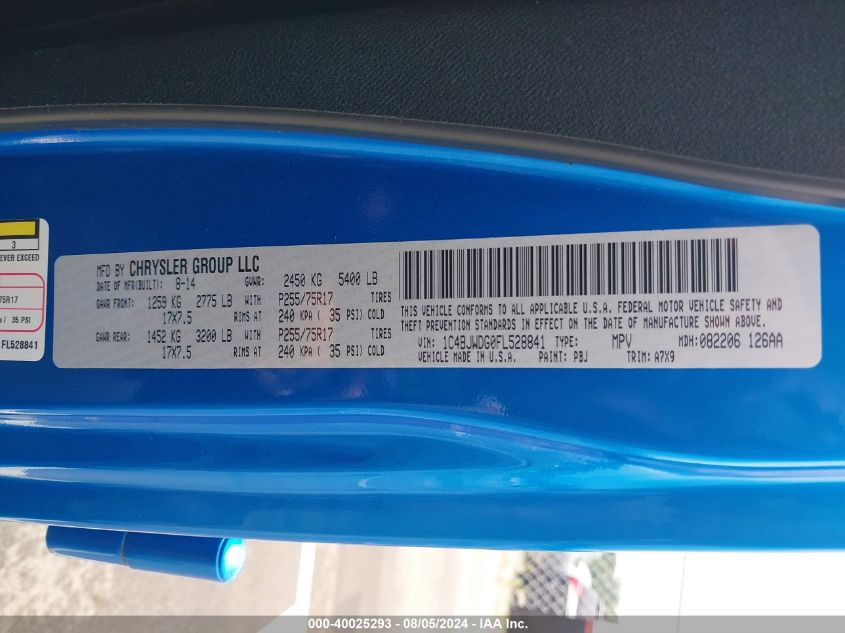 3
EVER EXCEED
75R17
/ 35 PSI
FL528841
MFD BY CHRYSLER GROUP LLC
DATE OF MFR(BUILT): 8-14 GVWR: 2450 KG 5400 LB
GAWR FRONT: 1259 KG 2775 LB WITH P255/75R17 TIRES
17X7.5 RIMS AT 240 KPA ( 35 PSI) COLD
GAWR REAR: 1452 KG 3200 LB WITH P255/75R17 TIRES
17X7.5 RIMS AT 240 KPA ( 35 PSI) COLD
THIS VEHICLE CONFORMS TO ALL APPLICABLE U.S.A. FEDERAL MOTOR VEHICLE SAFETY AND
THEFT PREVENTION STANDARDS IN EFFECT ON THE DATE OF MANUFACTURE SHOWN ABOVE.
VIN: 1C4BJWDG0FL528841 TYPE: MPV MDH: 082206 126AA
VEHICLE MADE IN U.S.A. PAINT: PBJ TRIM: A7X9
000-40025293 - 08/05/2024 - IAA Inc.